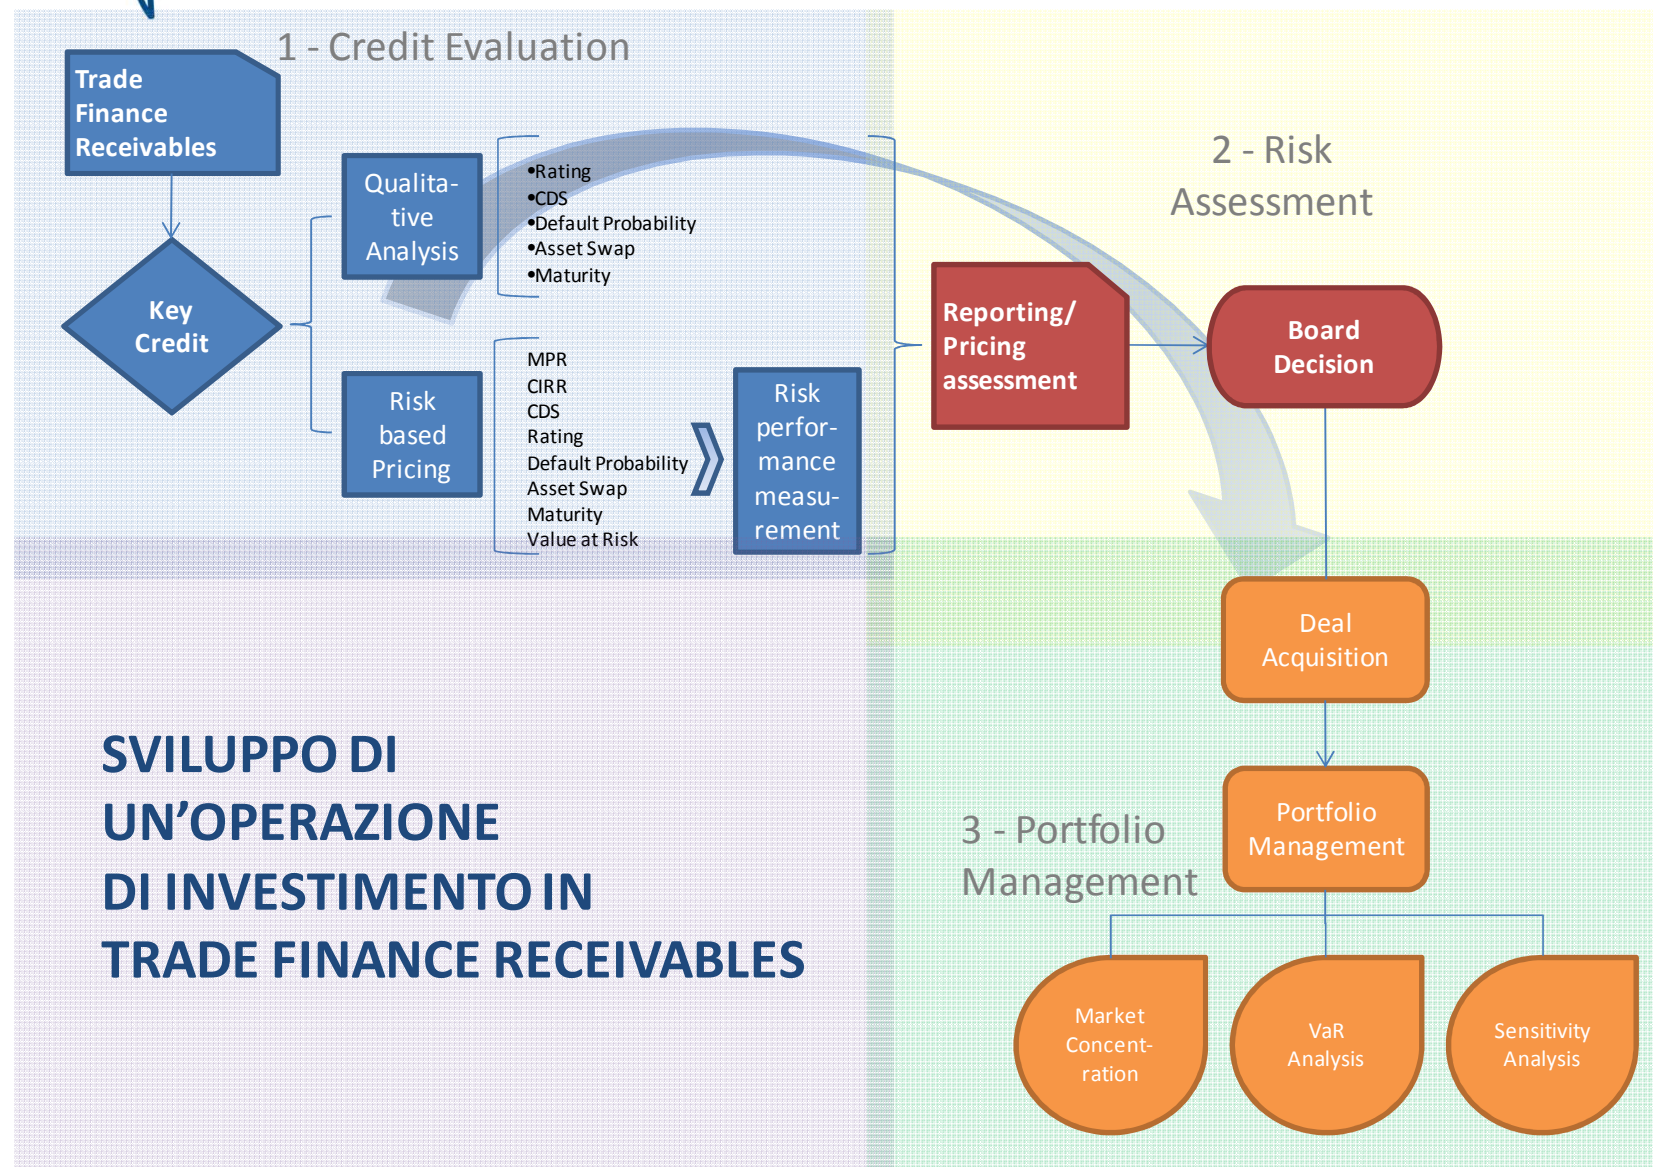 1 - Credit Evaluation
Trade
Finance
Receivables
Key
Credit
Qualita-
tive
Analysis
•Rating
•CDS
•Default Probability
•Asset Swap
•Maturity
Risk
based
Pricing
MPR
CIRR
CDS
Rating
Default Probability
Asset Swap
Maturity
Value at Risk
Risk
perfor-
mance
measu-
rement
2 - Risk
Assessment
Reporting/
Pricing
assessment
Board
Decision
Deal
Acquisition
3 - Portfolio
Management
Portfolio
Management
Market
Concent-
ration
VaR
Analysis
Sensitivity
Analysis
SVILUPPO DI
UN’OPERAZIONE
DI INVESTIMENTO IN
TRADE FINANCE RECEIVABLES